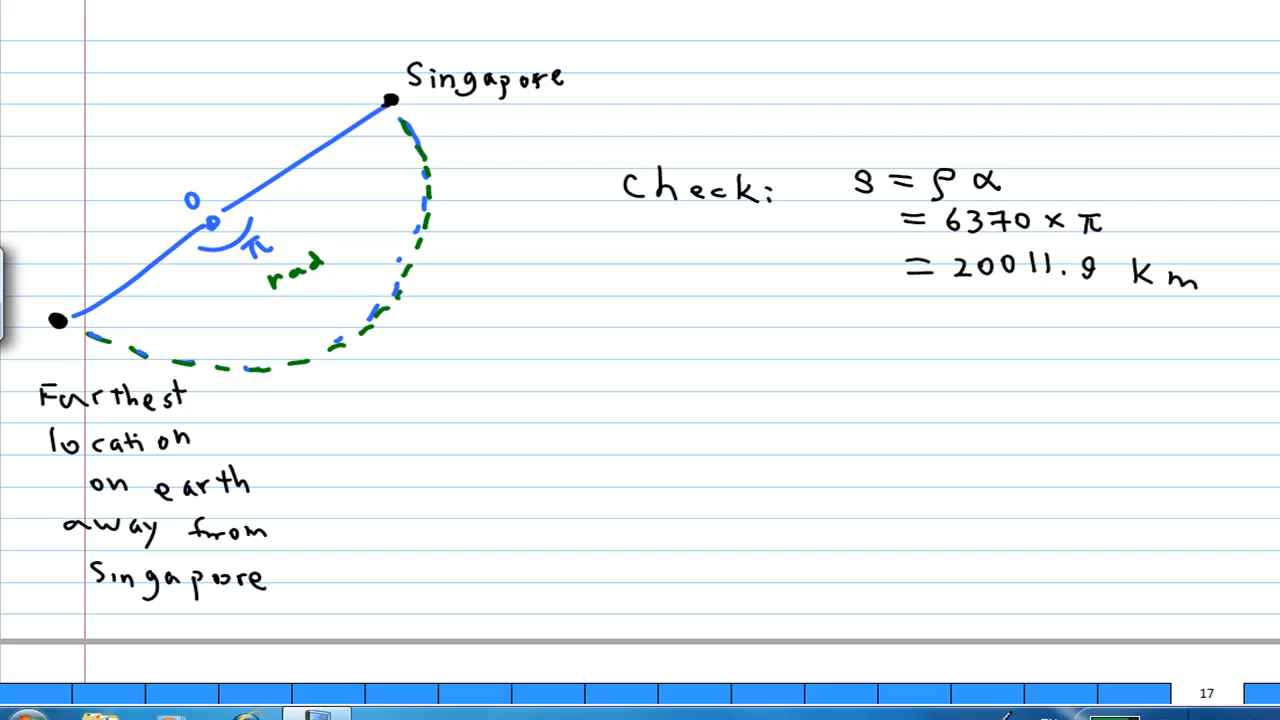 Singapore
O
π
rad
Check: s = ρ α
= 6370 × π
= 20011.9 km
Furthest
location
on earth
away from
Singapore
17